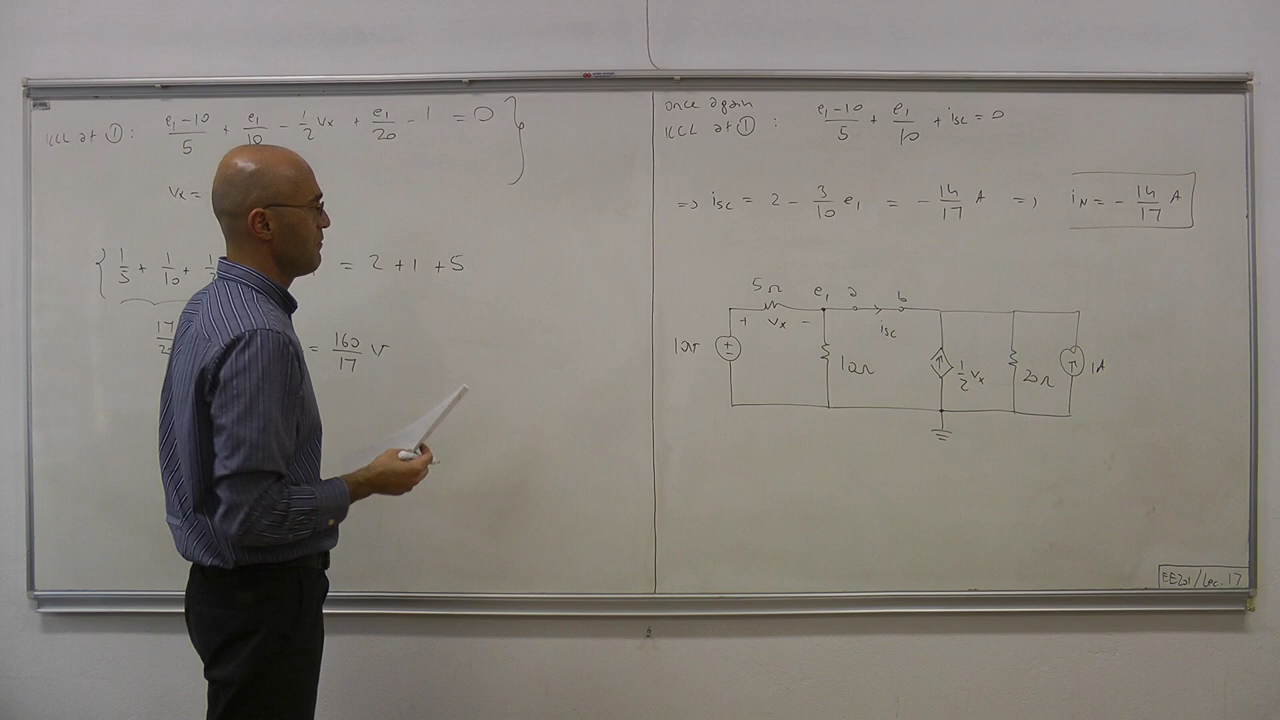 KCL at ①: (e₁-10)/5 + e₁/10 - 1/2 vx + e₁/20 - 1 = 0 }
vx =
{ 1/5 + 1/10 + = 2 + 1 + 5
17 = 160/17 V
once again
KCL at ①: (e₁-10)/5 + e₁/10 + isc = 0
=> isc = 2 - 3/10 e₁ = - 14/17 A => iN = - 14/17 A
5Ω e₁ a b
+ vx - isc
10V ± 10Ω 1/2 vx 20Ω 1A
EE201/Lec. 17